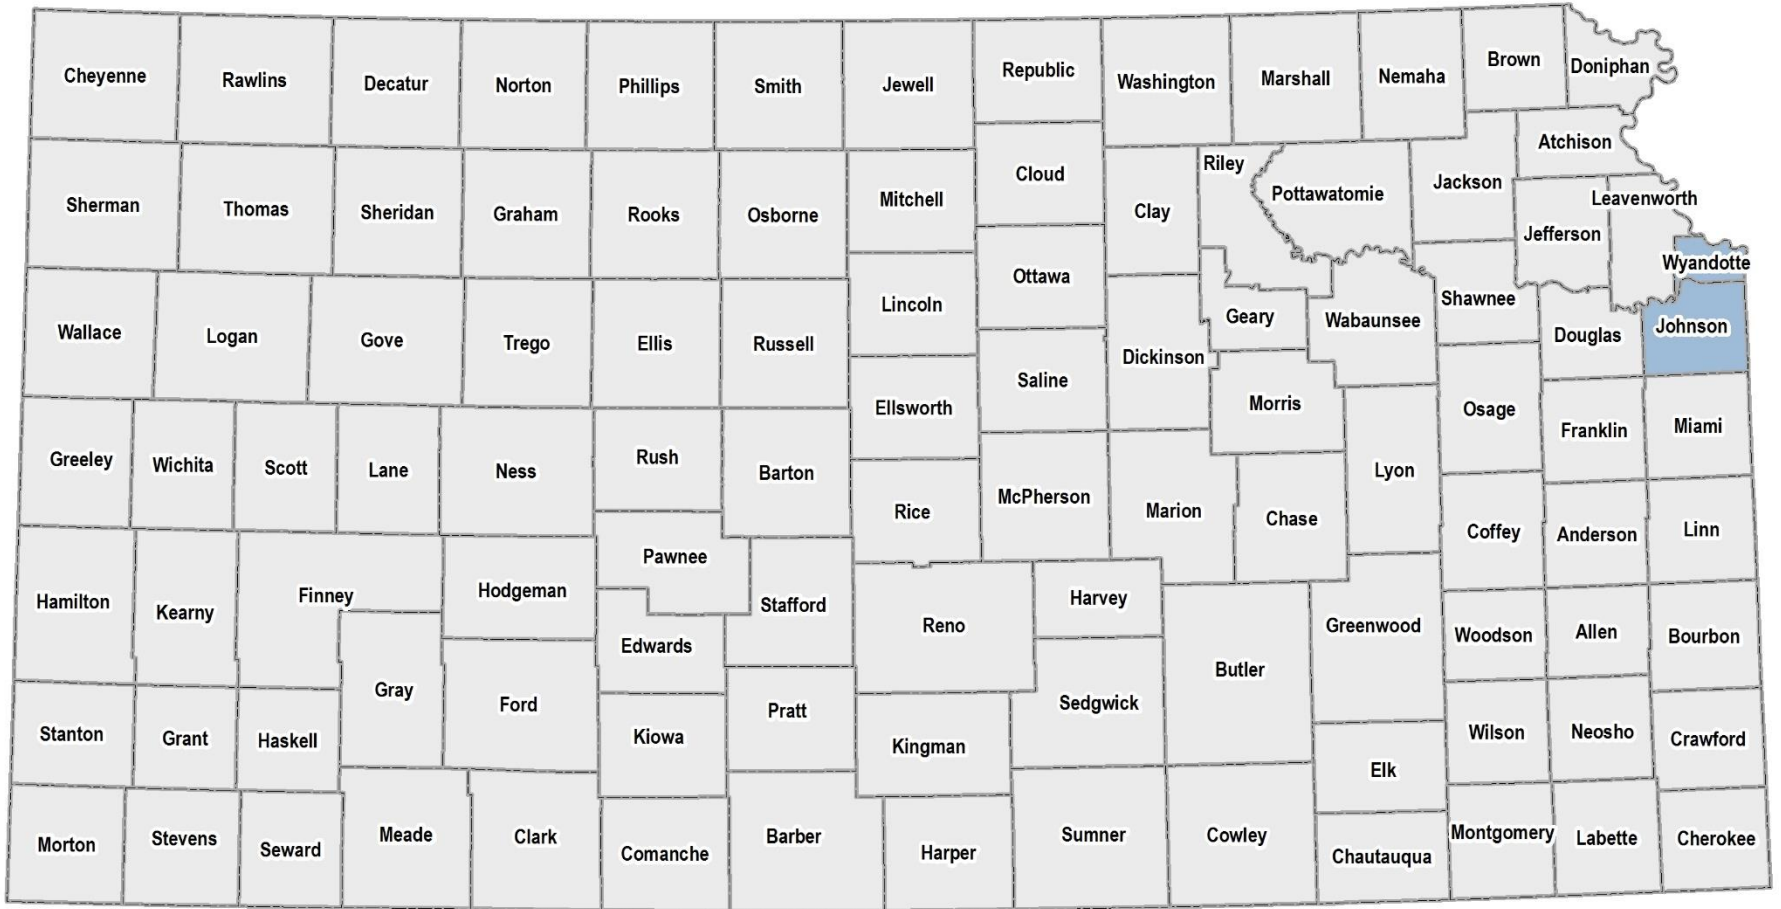 Cheyenne
Rawlins
Decatur
Norton
Phillips
Smith
Jewell
Republic
Washington
Marshall
Nemaha
Brown
Doniphan
Atchison
Sherman
Thomas
Sheridan
Graham
Rooks
Osborne
Mitchell
Cloud
Clay
Riley
Pottawatomie
Jackson
Leavenworth
Jefferson
Wyandotte
Wallace
Logan
Gove
Trego
Ellis
Russell
Lincoln
Ottawa
Geary
Wabaunsee
Shawnee
Douglas
Johnson
Dickinson
Saline
Ellsworth
Morris
Osage
Franklin
Miami
Greeley
Wichita
Scott
Lane
Ness
Rush
Barton
Rice
McPherson
Marion
Chase
Lyon
Coffey
Anderson
Linn
Hamilton
Kearny
Finney
Hodgeman
Pawnee
Stafford
Edwards
Reno
Harvey
Butler
Greenwood
Woodson
Allen
Bourbon
Gray
Ford
Kiowa
Pratt
Kingman
Sedgwick
Elk
Wilson
Neosho
Crawford
Stanton
Grant
Haskell
Morton
Stevens
Seward
Meade
Clark
Comanche
Barber
Harper
Sumner
Cowley
Chautauqua
Montgomery
Labette
Cherokee